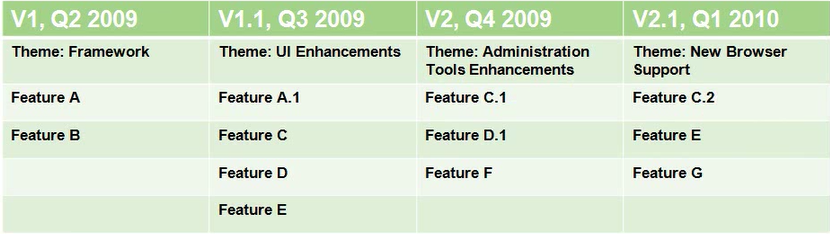 V1, Q2 2009 V1.1, Q3 2009 V2, Q4 2009 V2.1, Q1 2010
Theme: Framework Theme: UI Enhancements Theme: Administration Theme: New Browser
Tools Enhancements Support
Feature A Feature A.1 Feature C.1 Feature C.2
Feature B Feature C Feature D.1 Feature E
Feature D Feature F Feature G
Feature E